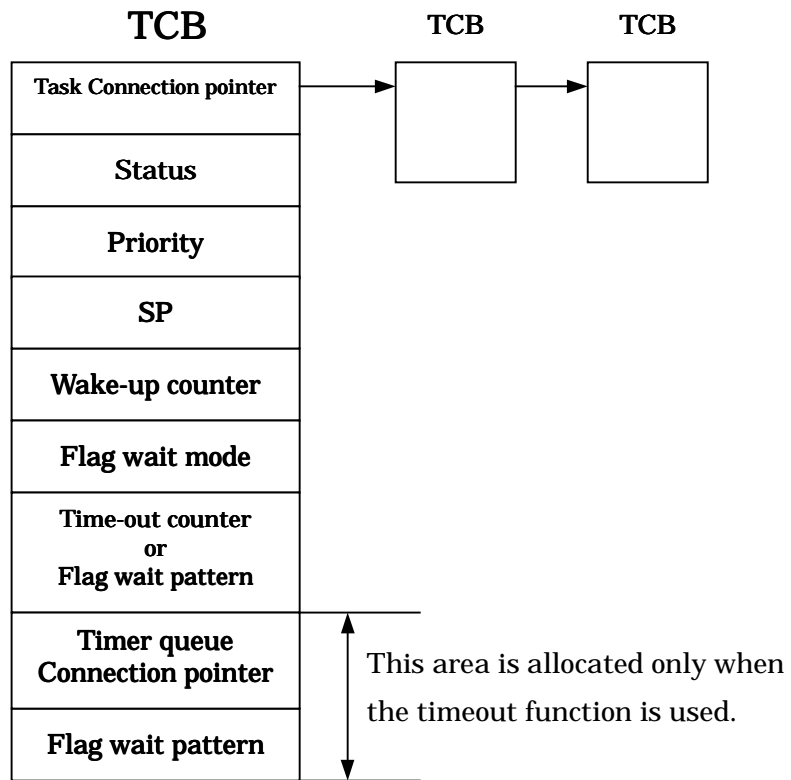 TCB
TCB
TCB
Task Connection pointer
Status
Priority
SP
Wake-up counter
Flag wait mode
Time-out counter
or
Flag wait pattern
Timer queue
Connection pointer
Flag wait pattern
This area is allocated only when
the timeout function is used.